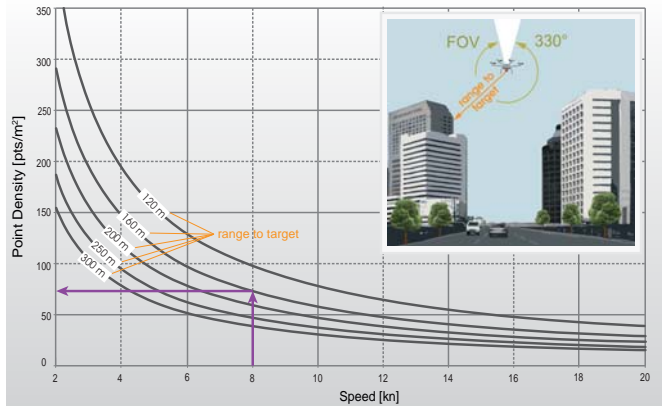 350
300
250
200
150
100
50
0
Point Density [pts/m²]
120 m
160 m
200 m
250 m
300 m
range to target
FOV 330°
range to
target
2 4 6 8 10 12 14 16 18 20
Speed [kn]